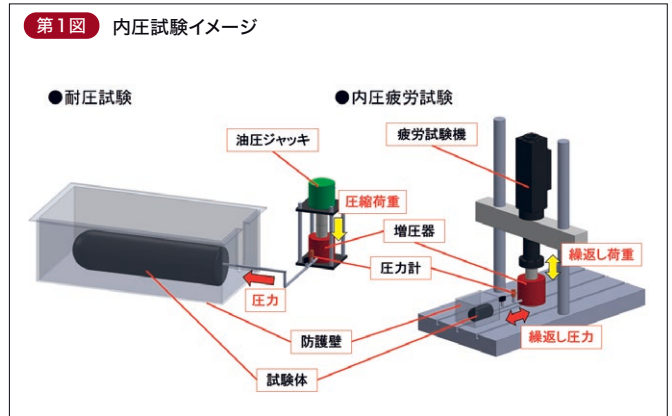 第1図 内圧試験イメージ
●耐圧試験
●内圧疲労試験
油圧ジャッキ
疲労試験機
圧縮荷重
増圧器
繰返し荷重
圧力計
圧力
防護壁
繰返し圧力
試験体